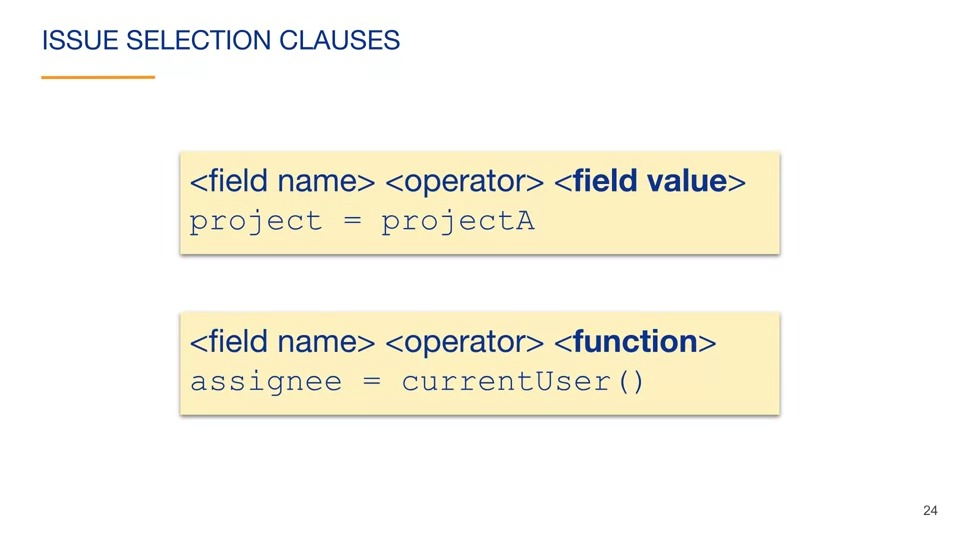 ISSUE SELECTION CLAUSES
<field name> <operator> <field value>
project = projectA
<field name> <operator> <function>
assignee = currentUser()
24